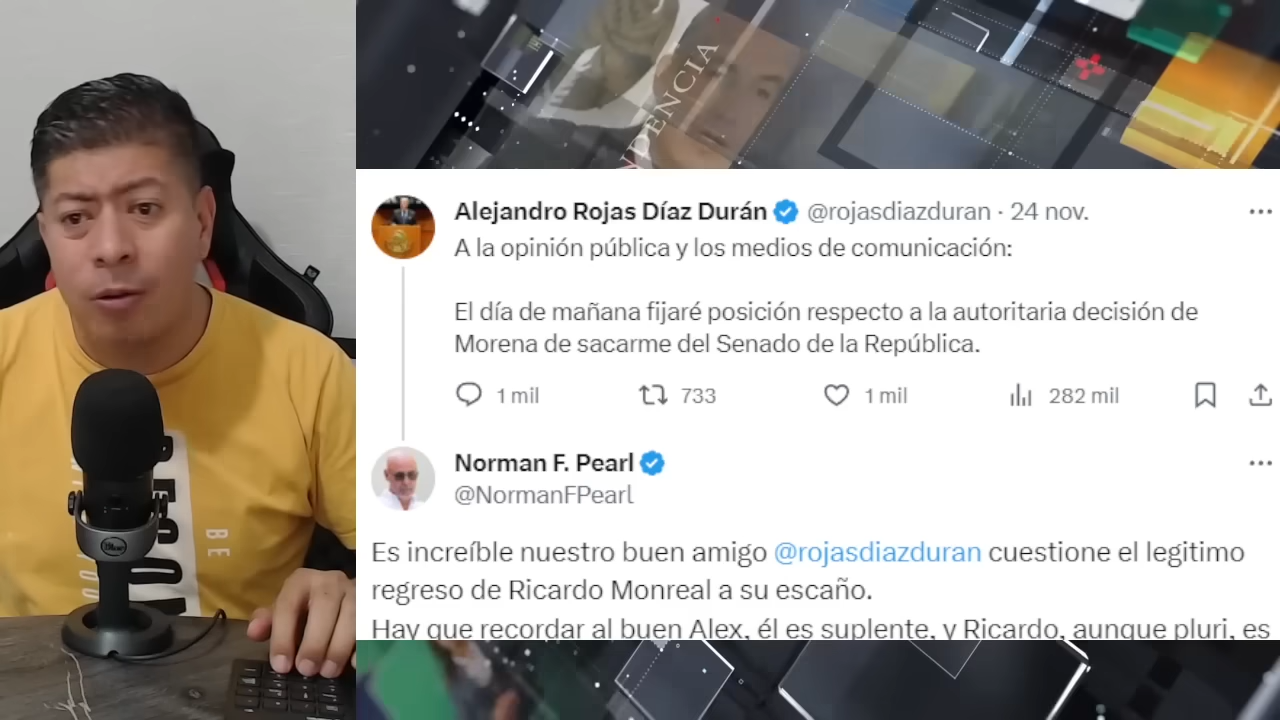 NDENCIA
Alejandro Rojas Díaz Durán @rojasdiazduran · 24 nov.
A la opinión pública y los medios de comunicación:
El día de mañana fijaré posición respecto a la autoritaria decisión de
Morena de sacarme del Senado de la República.
1 mil 733 1 mil 282 mil
Norman F. Pearl
@NormanFPearl
Es increíble nuestro buen amigo @rojasdiazduran cuestione el legitimo
regreso de Ricardo Monreal a su escaño.
Hay que recordar al buen Alex, él es suplente, y Ricardo, aunque pluri, es
BE
Blue